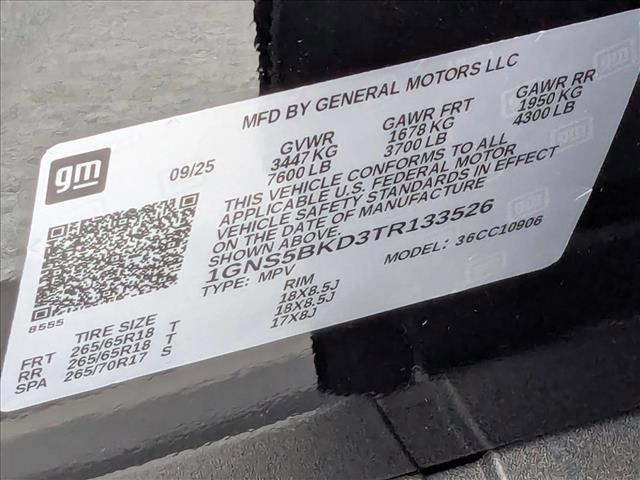 MFD BY GENERAL MOTORS LLC
gm
09/25
GVWR
3447 KG
7600 LB
GAWR FRT
1678 KG
3700 LB
GAWR RR
1950 KG
4300 LB
THIS VEHICLE CONFORMS TO ALL
APPLICABLE U.S. FEDERAL MOTOR
VEHICLE SAFETY STANDARDS IN EFFECT
ON THE DATE OF MANUFACTURE
SHOWN ABOVE.
1GNS5BKD3TR133526
TYPE: MPV
MODEL: 36CC10906
8555
TIRE SIZE
RIM
FRT 265/65R18 T 18X8.5J
RR 265/65R18 T 18X8.5J
SPA 265/70R17 S 17X8J